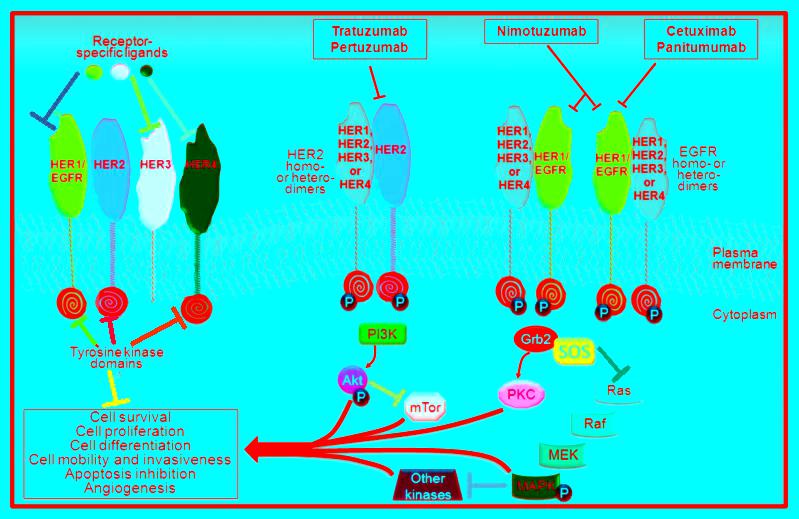 Receptor-
specific ligands
Tratuzumab
Pertuzumab
Nimotuzumab
Cetuximab
Panitumumab
HER1/
EGFR
HER2
HER3
HER4
HER2
homo-
or hetero-
dimers
HER1,
HER2,
HER3,
or
HER4
HER2
HER1,
HER2,
HER3,
or
HER4
HER1/
EGFR
HER1/
EGFR
HER1,
HER2,
HER3,
or
HER4
EGFR
homo- or
hetero-
dimers
Plasma
membrane
Cytoplasm
P
P
P
P
P
P
Tyrosine kinase
domains
PI3K
Akt
P
mTor
Grb2
SOS
PKC
Ras
Raf
MEK
MAPK
P
Other
kinases
Cell survival
Cell proliferation
Cell differentiation
Cell mobility and invasiveness
Apoptosis inhibition
Angiogenesis